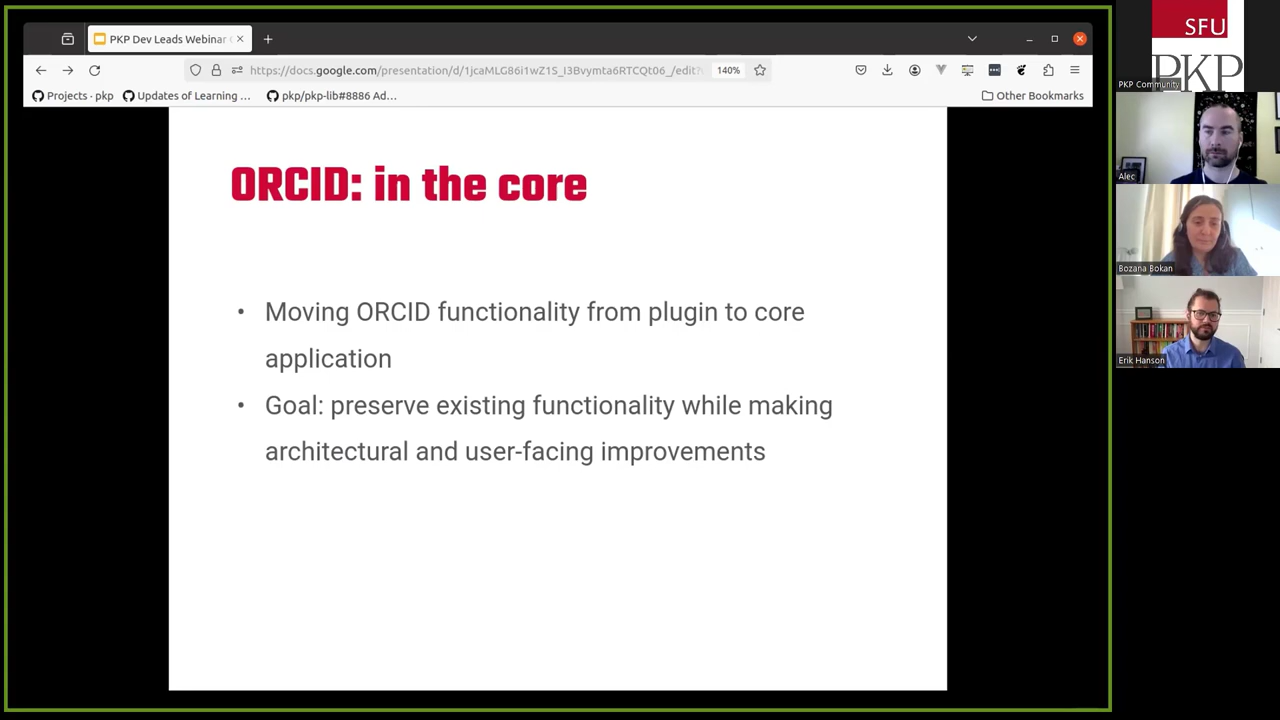 PKP Dev Leads Webinar
https://docs.google.com/presentation/d/1jcaMLG86i1wZ1S_I3Bvymta6RTCQt06_/edit?
140%
Projects · pkp
Updates of Learning ...
pkp/pkp-lib#8886 Ad...
Other Bookmarks
ORCID: in the core
• Moving ORCID functionality from plugin to core
application
• Goal: preserve existing functionality while making
architectural and user-facing improvements
SFU
PKP
PKP Community
Alec
Bozana Bokan
Erik Hanson